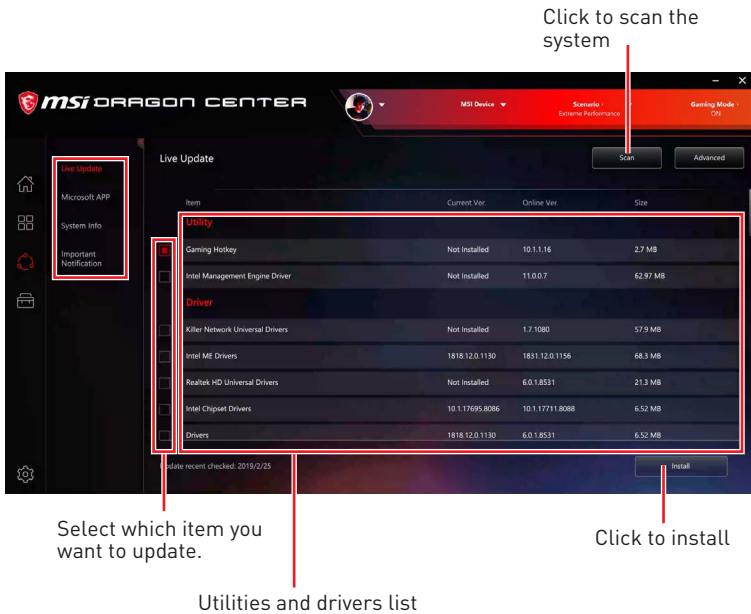 Click to scan the
system
msi DRAGON CENTER
MSI Device
Scenario
Extreme Performance
Gaming Mode
ON
Live Update
Microsoft APP
System Info
Important
Notification
Live Update
Scan
Advanced
Item Current Ver. Online Ver. Size
Utility
Gaming Hotkey Not Installed 10.1.1.16 2.7 MB
Intel Management Engine Driver Not Installed 11.0.0.7 62.97 MB
Driver
Killer Network Universal Drivers Not Installed 1.7.1080 57.9 MB
Intel ME Drivers 1818.12.0.1130 1831.12.0.1156 68.3 MB
Realtek HD Universal Drivers Not Installed 6.0.1.8531 21.3 MB
Intel Chipset Drivers 10.1.17695.8086 10.1.17711.8088 6.52 MB
Drivers 1818.12.0.1130 6.0.1.8531 6.52 MB
Update recent checked: 2019/2/25
Install
Select which item you
want to update.
Click to install
Utilities and drivers list